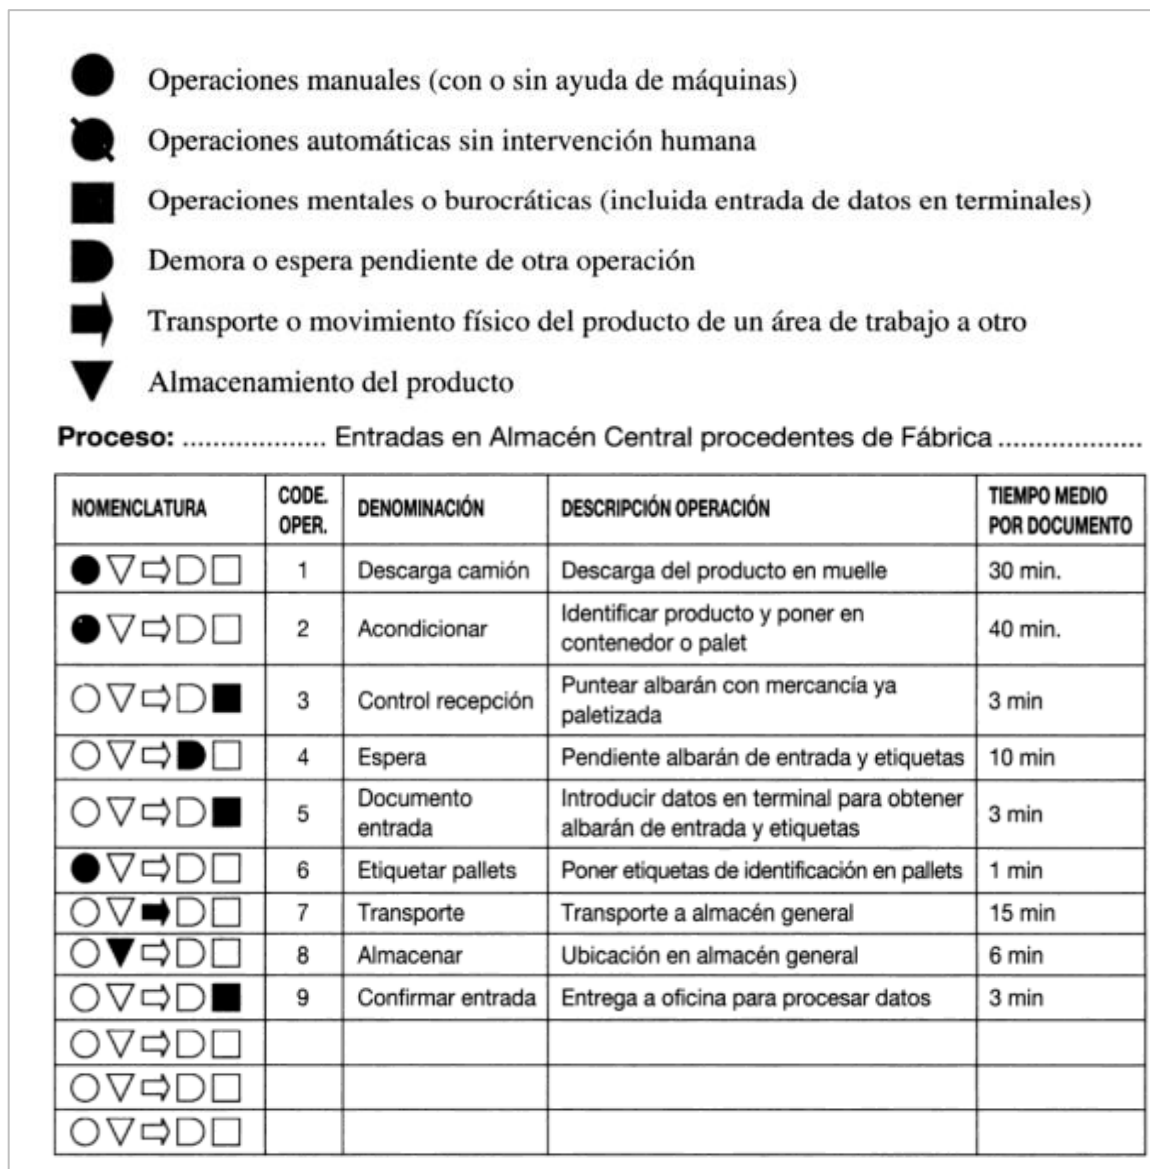 Operaciones manuales (con o sin ayuda de máquinas)
Operaciones automáticas sin intervención humana
Operaciones mentales o burocráticas (incluida entrada de datos en terminales)
Demora o espera pendiente de otra operación
Transporte o movimiento físico del producto de un área de trabajo a otro
Almacenamiento del producto
Proceso: ................... Entradas en Almacén Central procedentes de Fábrica ...................
NOMENCLATURA CODE. OPER. DENOMINACIÓN DESCRIPCIÓN OPERACIÓN TIEMPO MEDIO POR DOCUMENTO
1 Descarga camión Descarga del producto en muelle 30 min.
2 Acondicionar Identificar producto y poner en contenedor o palet 40 min.
3 Control recepción Puntear albarán con mercancía ya paletizada 3 min
4 Espera Pendiente albarán de entrada y etiquetas 10 min
5 Documento entrada Introducir datos en terminal para obtener albarán de entrada y etiquetas 3 min
6 Etiquetar pallets Poner etiquetas de identificación en pallets 1 min
7 Transporte Transporte a almacén general 15 min
8 Almacenar Ubicación en almacén general 6 min
9 Confirmar entrada Entrega a oficina para procesar datos 3 min